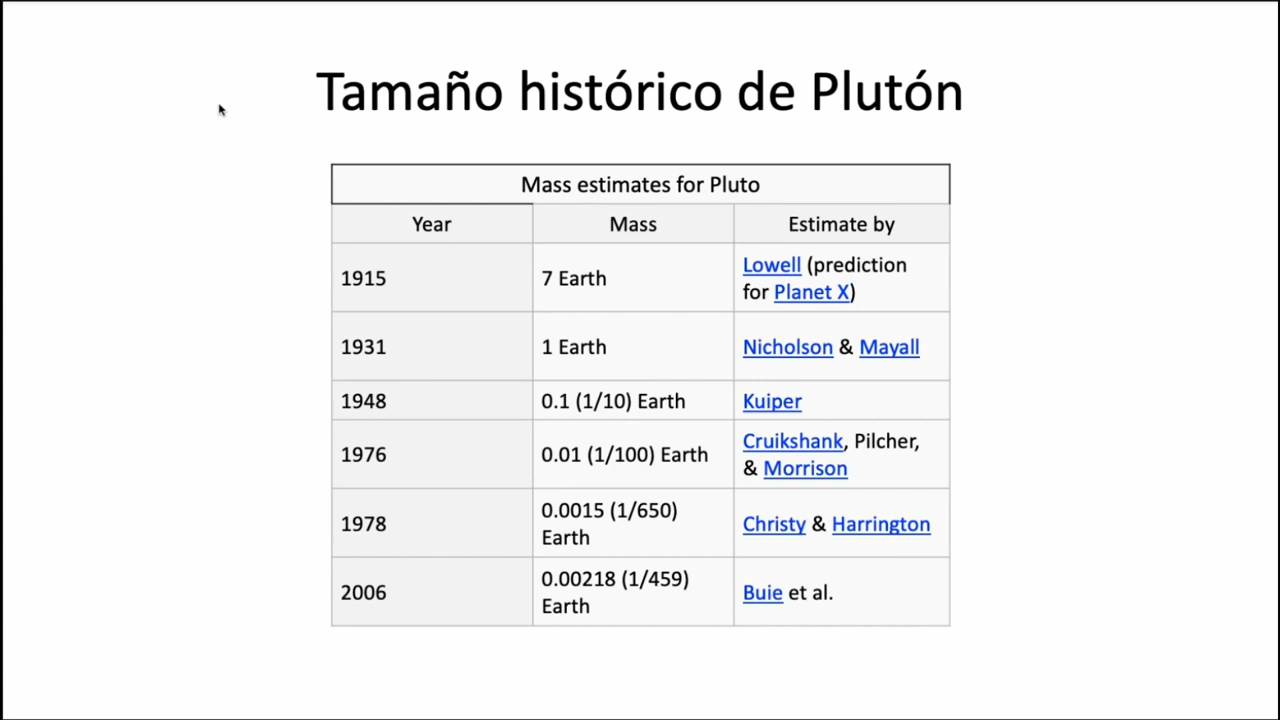 Tamaño histórico de Plutón
Mass estimates for Pluto
Year Mass Estimate by
1915 7 Earth Lowell (prediction
for Planet X)
1931 1 Earth Nicholson & Mayall
1948 0.1 (1/10) Earth Kuiper
1976 0.01 (1/100) Earth Cruikshank, Pilcher,
& Morrison
1978 0.0015 (1/650)
Earth Christy & Harrington
2006 0.00218 (1/459)
Earth Buie et al.